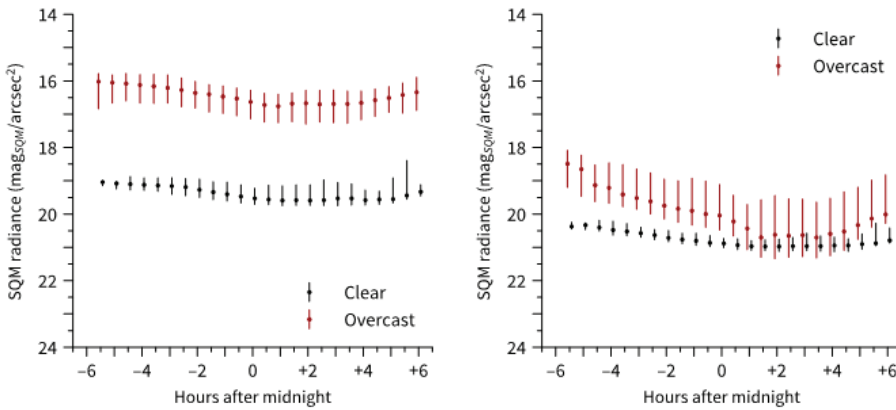 14
16
18
20
22
24
SQM radiance (mag_SQM/arcsec²)
Clear
Overcast
−6 −4 −2 0 +2 +4 +6
Hours after midnight
14
16
18
20
22
24
SQM radiance (mag_SQM/arcsec²)
Clear
Overcast
−6 −4 −2 0 +2 +4 +6
Hours after midnight